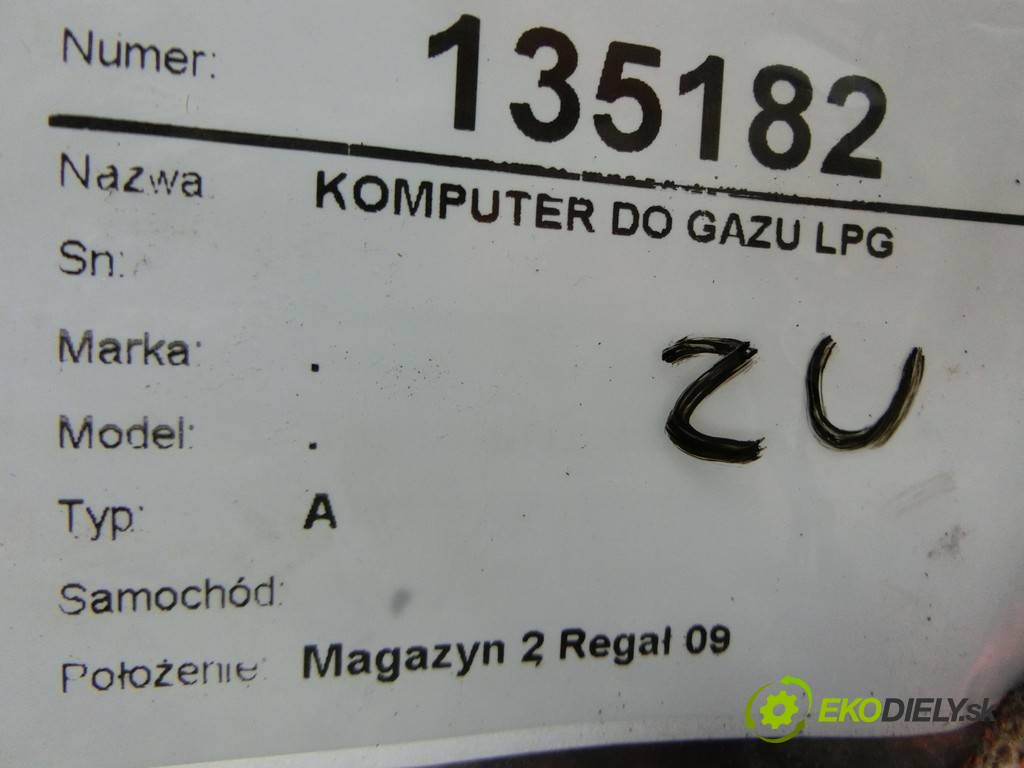 Numer: 135182
Nazwa KOMPUTER DO GAZU LPG
Sn:
Marka: .
Model: .
ZU
Typ: A
Samochód:
Położenie: Magazyn 2 Regał 09
EKODIELY.sk